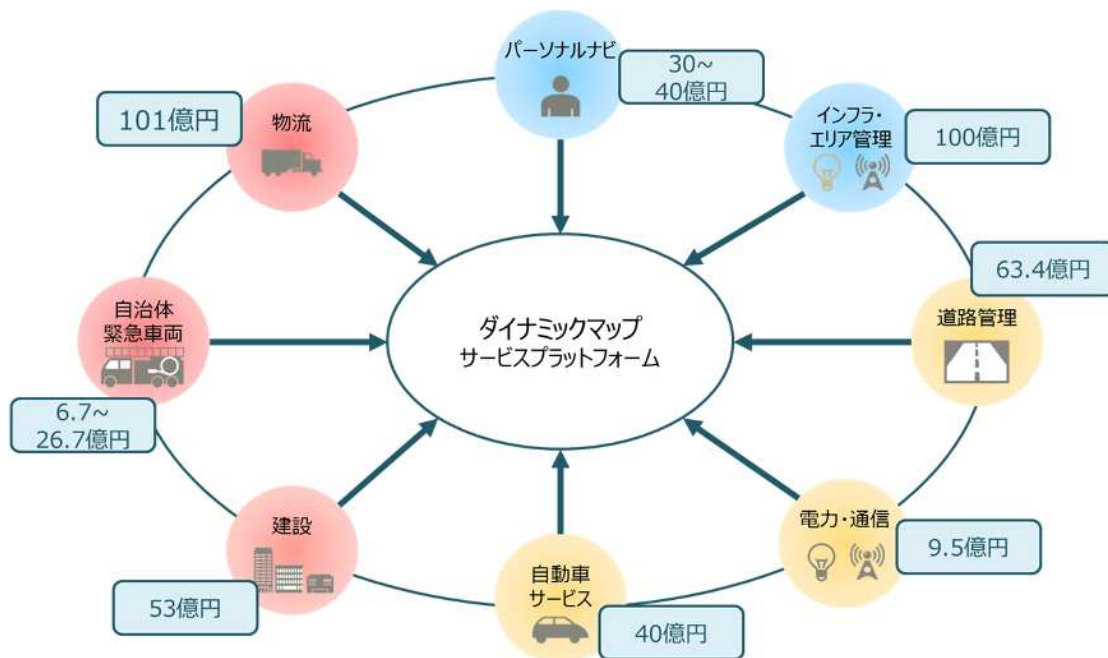 パーソナルナビ
30~
40億円
インフラ・
エリア管理
100億円
63.4億円
道路管理
電力・通信
9.5億円
自動車
サービス
40億円
建設
53億円
自治体
緊急車両
6.7~
26.7億円
物流
101億円
ダイナミックマップ
サービスプラットフォーム